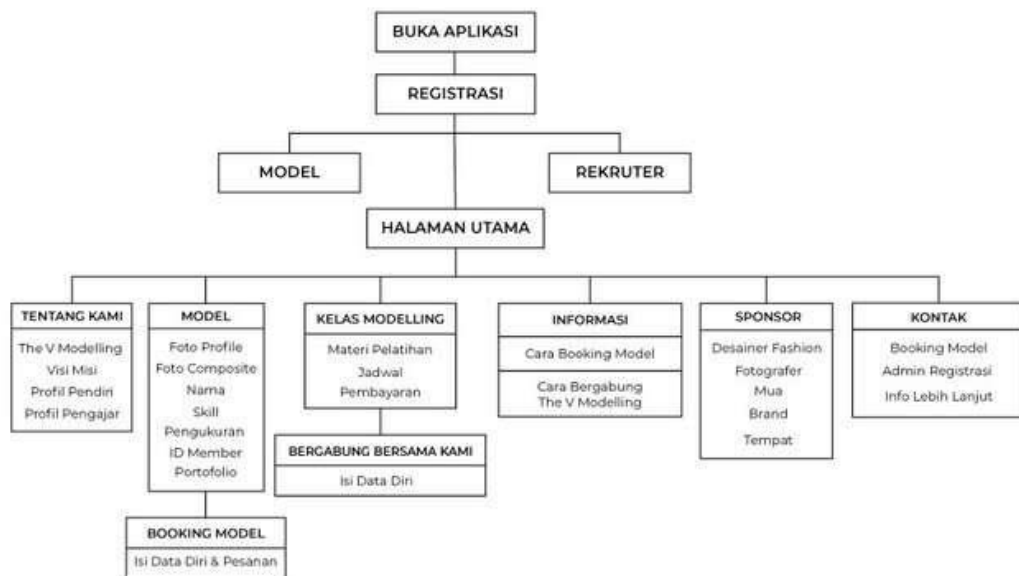 BUKA APLIKASI
REGISTRASI
MODEL
REKRUTER
HALAMAN UTAMA
TENTANG KAMI
The V Modelling
Visi Misi
Profil Pendiri
Profil Pengajar
MODEL
Foto Profile
Foto Composite
Nama
Skill
Pengukuran
ID Member
Portofolio
BOOKING MODEL
Isi Data Diri & Pesanan
KELAS MODELLING
Materi Pelatihan
Jadwal
Pembayaran
BERGABUNG BERSAMA KAMI
Isi Data Diri
INFORMASI
Cara Booking Model
Cara Bergabung
The V Modelling
SPONSOR
Desainer Fashion
Fotografer
Mua
Brand
Tempat
KONTAK
Booking Model
Admin Registrasi
Info Lebih Lanjut